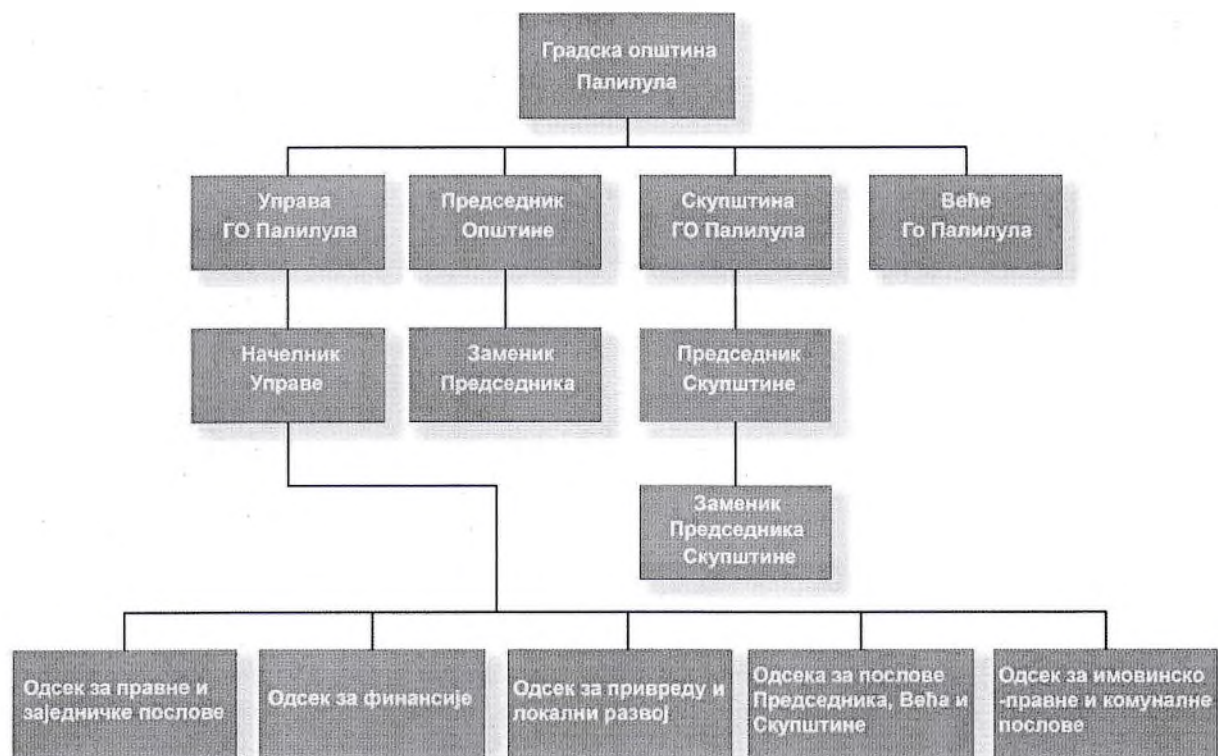 Градска општина
Палилула
Управа
ГО Палилула
Председник
Општине
Скупштина
ГО Палилула
Веће
Го Палилула
Начелник
Управе
Заменик
Председника
Председник
Скупштине
Заменик
Председника
Скупштине
Одсек за правне и
заједничке послове
Одсек за финансије
Одсек за привреду и
локални развој
Одсека за послове
Председника, Већа и
Скупштине
Одсек за имовинско
-правне и комуналне
послове